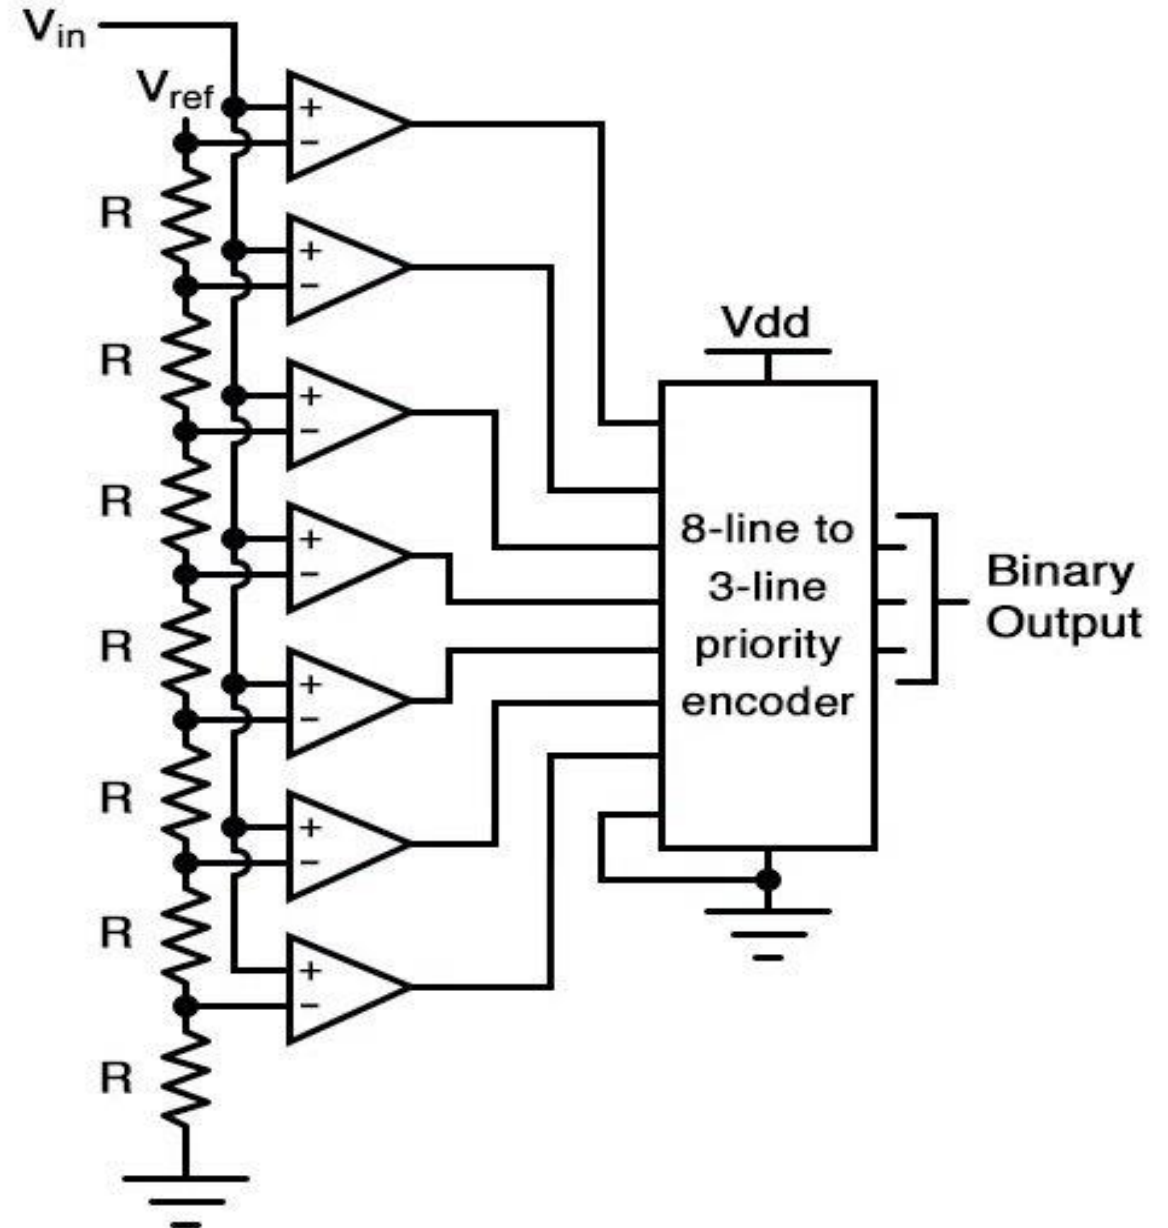 Vin
Vref
+
−
R
+
−
R
+
−
R
+
−
R
+
−
R
+
−
R
+
−
R
Vdd
8-line to
3-line
priority
encoder
Binary
Output